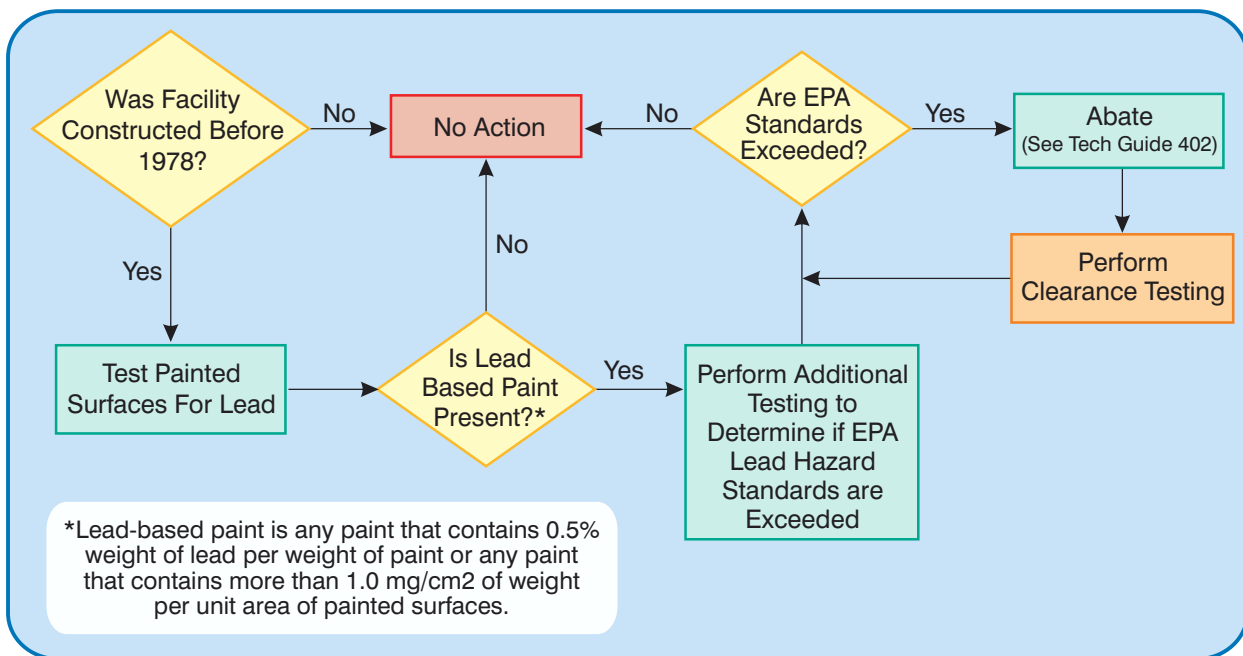 Was Facility
Constructed Before
1978?
No
No Action
No
Are EPA
Standards
Exceeded?
Yes
Abate
(See Tech Guide 402)
Yes
No
Perform
Clearance Testing
Test Painted
Surfaces For Lead
Is Lead
Based Paint
Present?*
Yes
Perform Additional
Testing to
Determine if EPA
Lead Hazard
Standards are
Exceeded
*Lead-based paint is any paint that contains 0.5%
weight of lead per weight of paint or any paint
that contains more than 1.0 mg/cm2 of weight
per unit area of painted surfaces.